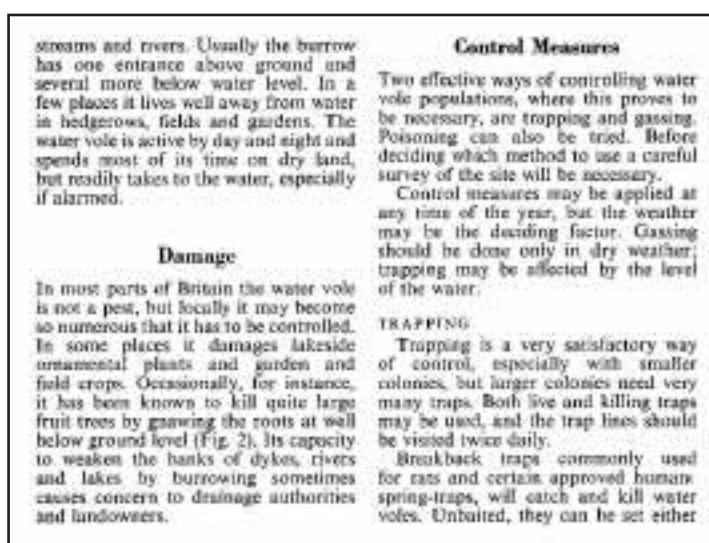 streams and rivers. Usually the burrow
has one entrance above ground and
several more below water level. In a
few places it lives well away from water
in hedgerows, fields and gardens. The
water vole is active by day and night and
spends most of its time on dry land,
but readily takes to the water, especially
if alarmed.
Damage
In most parts of Britain the water vole
is not a pest, but locally it may become
so numerous that it has to be controlled.
In some places it damages lakeside
ornamental plants and garden and
field crops. Occasionally, for instance,
it has been known to kill quite large
fruit trees by gnawing the roots at well
below ground level (Fig. 2). Its capacity
to weaken the banks of dykes, rivers
and lakes by burrowing sometimes
causes concern to drainage authorities
and landowners.
Control Measures
Two effective ways of controlling water
vole populations, where this proves to
be necessary, are trapping and gassing.
Poisoning can also be tried. Before
deciding which method to use a careful
survey of the site will be necessary.
Control measures may be applied at
any time of the year, but the weather
may be the deciding factor. Gassing
should be done only in dry weather;
trapping may be affected by the level
of the water.
TRAPPING
Trapping is a very satisfactory way
of control, especially with smaller
colonies, but larger colonies need very
many traps. Both live and killing traps
may be used, and the trap lines should
be visited twice daily.
Breakback traps commonly used
for rats and certain approved humane
spring-traps, will catch and kill water
voles. Unbaited, they can be set either